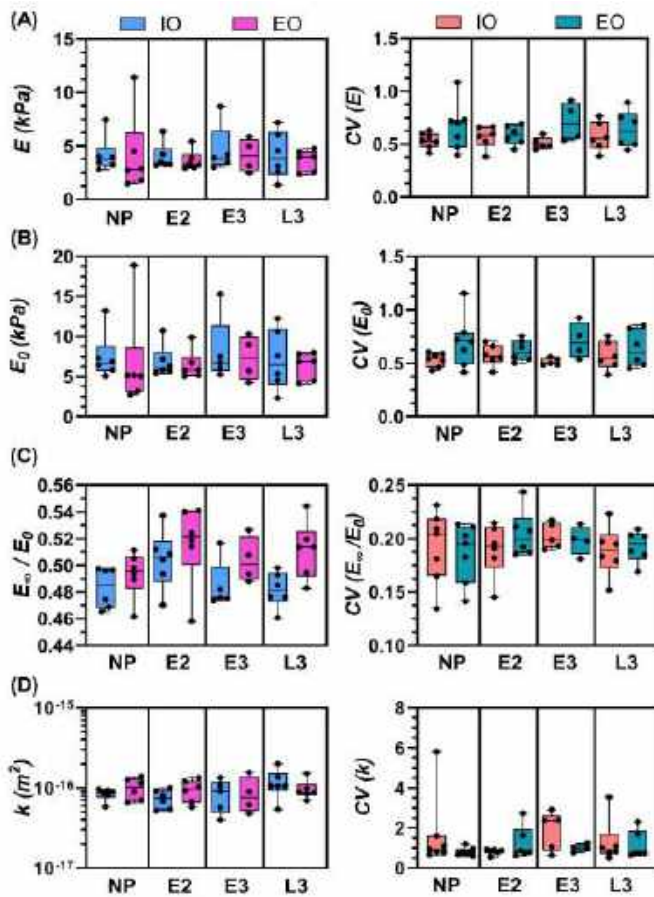 (A) IO EO IO EO
E (kPa) 15 10 5 0 NP E2 E3 L3
CV (E) 1.5 1.0 0.5 0.0 NP E2 E3 L3
(B)
E₀ (kPa) 20 15 10 5 0 NP E2 E3 L3
CV (E₀) 1.5 1.0 0.5 0.0 NP E2 E3 L3
(C)
E∞ / E₀ 0.56 0.54 0.52 0.50 0.48 0.46 0.44 NP E2 E3 L3
CV (E∞/E₀) 0.25 0.20 0.15 0.10 NP E2 E3 L3
(D)
k (m²) 10⁻¹⁵ 10⁻¹⁶ 10⁻¹⁷ NP E2 E3 L3
CV (k) 8 6 4 2 0 NP E2 E3 L3